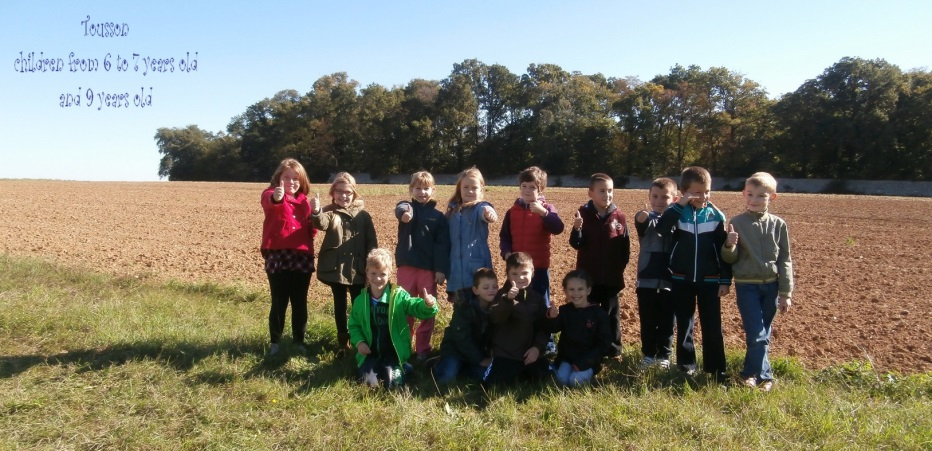 Tousson
children from 6 to 7 years old
and 9 years old